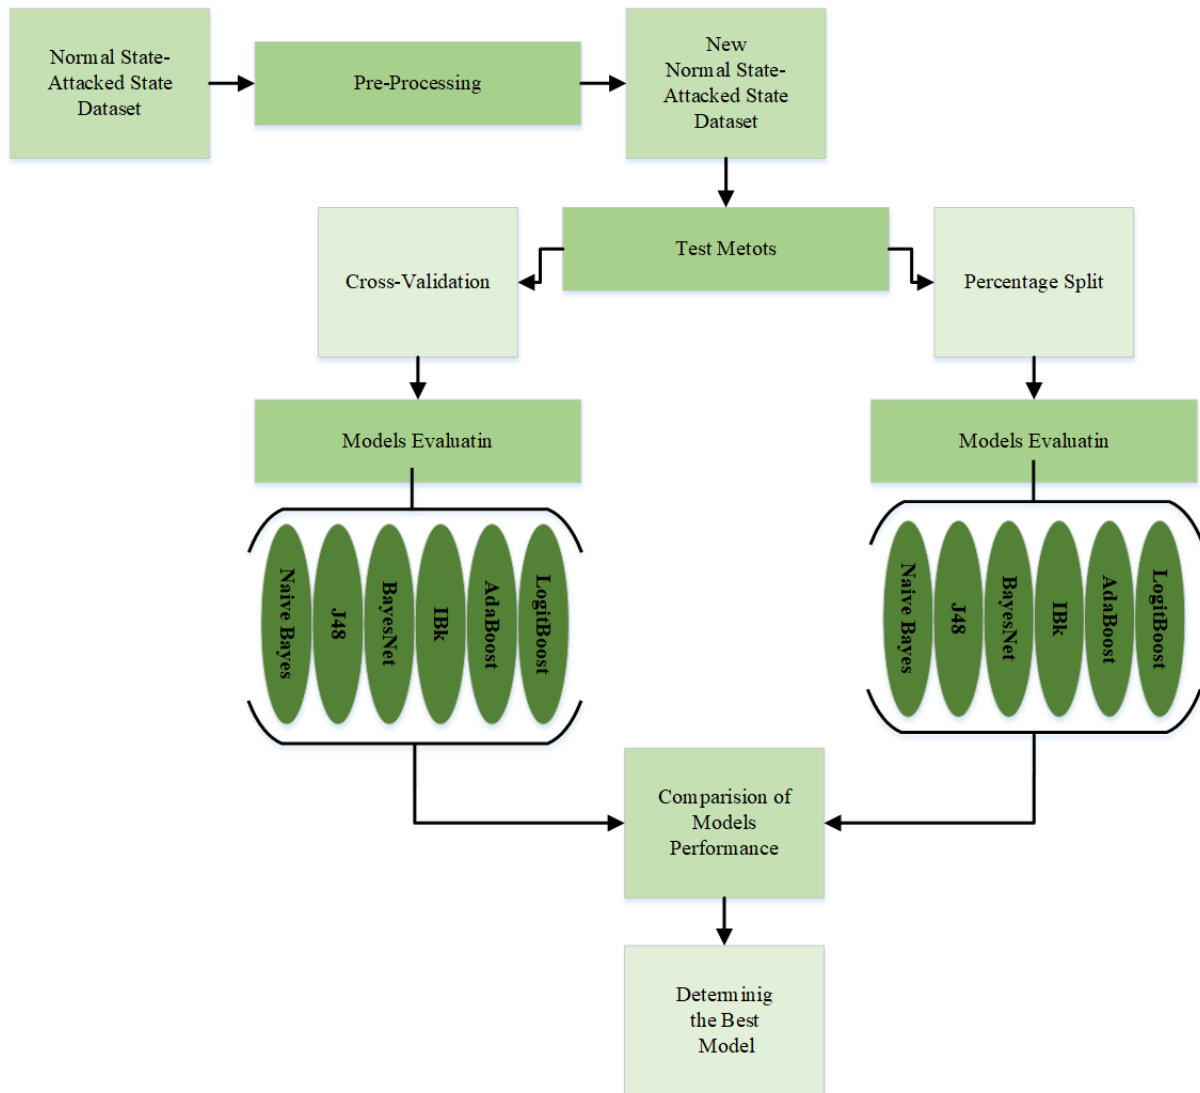 Normal State-
Attacked State
Dataset
Pre-Processing
New
Normal State-
Attacked State
Dataset
Test Metots
Cross-Validation
Percentage Split
Models Evaluatin
Models Evaluatin
Naive Bayes
J48
BayesNet
IBk
AdaBoost
LogitBoost
Naive Bayes
J48
BayesNet
IBk
AdaBoost
LogitBoost
Comparision of
Models
Performance
Determinig
the Best
Model